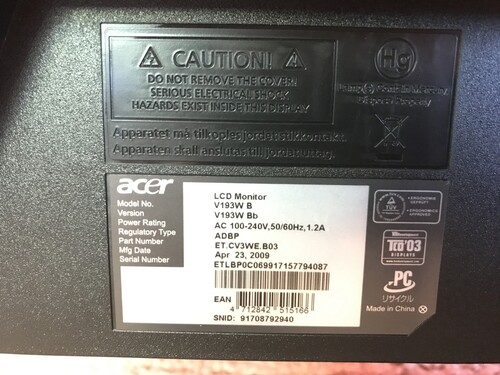 CAUTION!
DO NOT REMOVE THE COVER!
SERIOUS ELECTRICAL SHOCK
HAZARDS EXIST INSIDE THIS DISPLAY
Hg
Apparatet må tilkoples jordet stikkontakt.
Apparaten skall anslutas till jordat uttag.
acer
LCD Monitor
Model No. V193W B
Version V193W Bb
Power Rating AC 100-240V,50/60Hz,1.2A
Regulatory Type ADBP
Part Number ET.CV3WE.B03
Mfg Date Apr 23, 2009
Serial Number ETLBP0C069917157794087
EAN
4 712842 515166
SNID: 91708792940
TÜV
ERGONOMICS
TCO'03
DISPLAYS
PC
リサイクル
Made in China